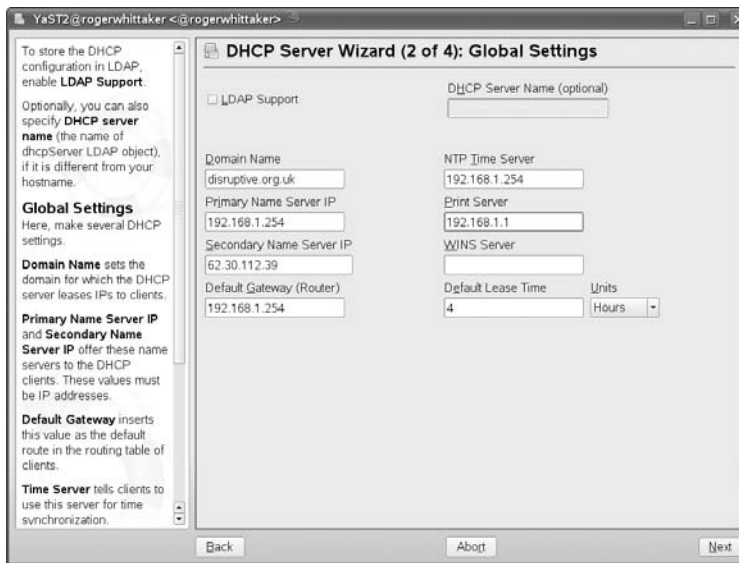 YaST2@rogerwhittaker <@rogerwhittaker>
To store the DHCP
configuration in LDAP,
enable LDAP Support.
Optionally, you can also
specify DHCP server
name (the name of
dhcpServer LDAP object),
if it is different from your
hostname.
Global Settings
Here, make several DHCP
settings.
Domain Name sets the
domain for which the DHCP
server leases IPs to clients.
Primary Name Server IP
and Secondary Name
Server IP offer these name
servers to the DHCP
clients. These values must
be IP addresses.
Default Gateway inserts
this value as the default
route in the routing table of
clients.
Time Server tells clients to
use this server for time
synchronization.
DHCP Server Wizard (2 of 4): Global Settings
LDAP Support
DHCP Server Name (optional)
Domain Name
disruptive.org.uk
NTP Time Server
192.168.1.254
Primary Name Server IP
192.168.1.254
Print Server
192.168.1.1
Secondary Name Server IP
62.30.112.39
WINS Server
Default Gateway (Router)
192.168.1.254
Default Lease Time
4
Units
Hours
Back
Abort
Next